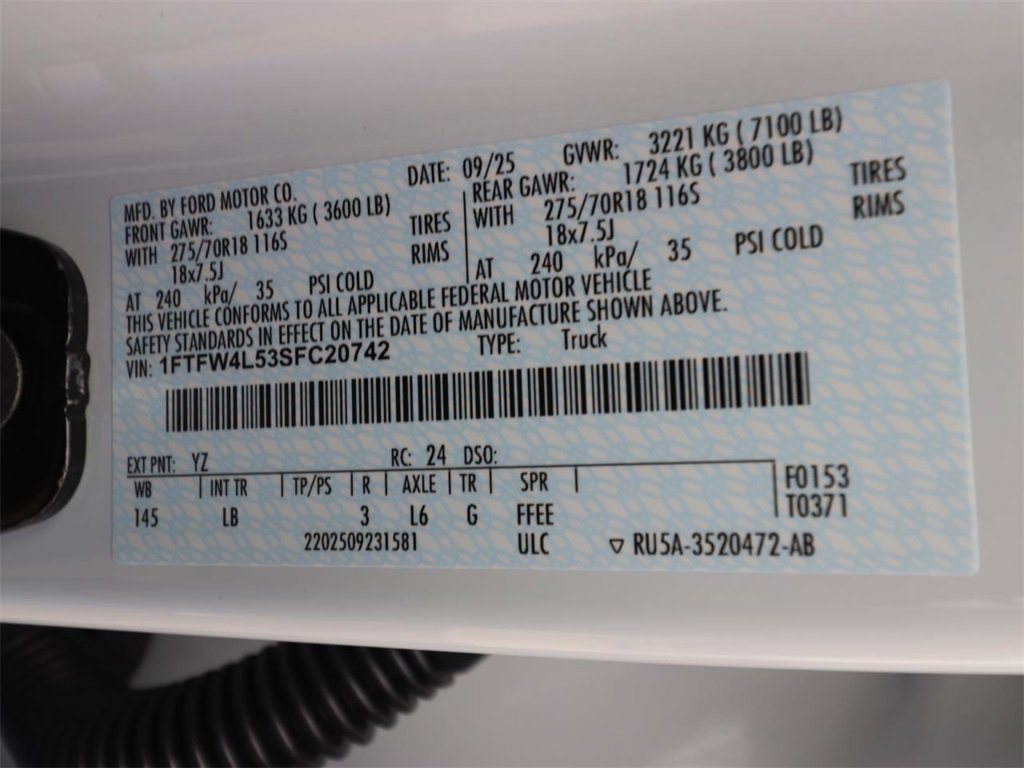 MFD. BY FORD MOTOR CO. DATE: 09/25 GVWR: 3221 KG ( 7100 LB)
FRONT GAWR: 1633 KG ( 3600 LB) REAR GAWR: 1724 KG ( 3800 LB)
WITH 275/70R18 116S TIRES WITH 275/70R18 116S TIRES
18x7.5J RIMS 18x7.5J RIMS
AT 240 kPa/ 35 PSI COLD AT 240 kPa/ 35 PSI COLD
THIS VEHICLE CONFORMS TO ALL APPLICABLE FEDERAL MOTOR VEHICLE
SAFETY STANDARDS IN EFFECT ON THE DATE OF MANUFACTURE SHOWN ABOVE.
VIN: 1FTFW4L53SFC20742 TYPE: Truck
EXT PNT: YZ RC: 24 DSO:
WB INT TR TP/PS R AXLE TR SPR F0153
145 LB 3 L6 G FFEE T0371
2202509231581 ULC ▽ RU5A-3520472-AB